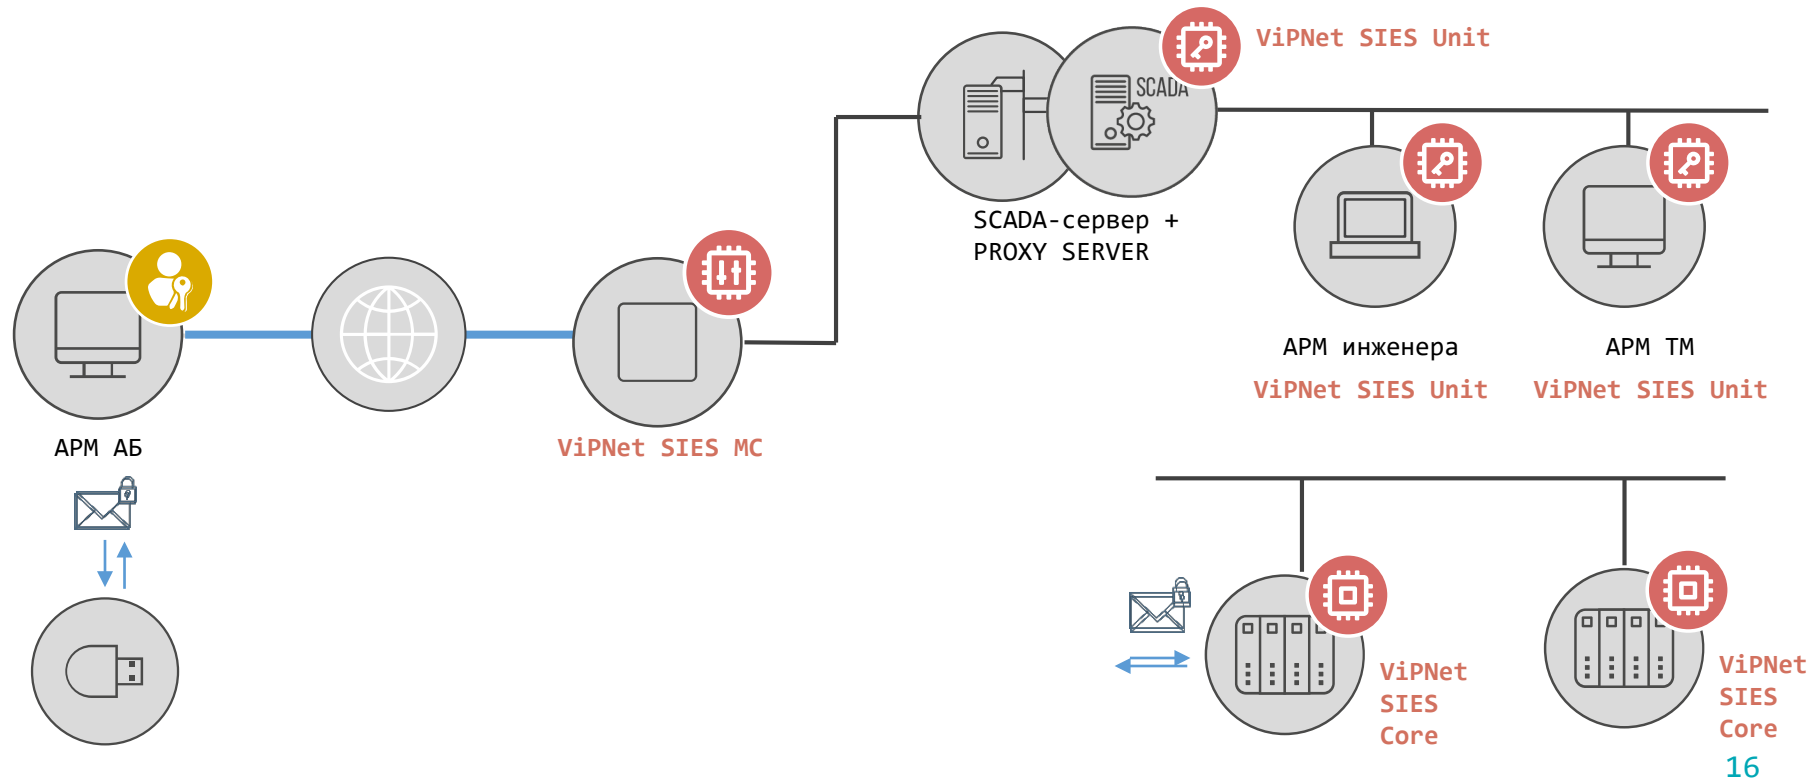 ViPNet SIES Unit
SCADA
SCADA-сервер +
PROXY SERVER
АРМ инженера
ViPNet SIES Unit
АРМ ТМ
ViPNet SIES Unit
АРМ АБ
ViPNet SIES MC
ViPNet
SIES
Core
ViPNet
SIES
Core
16